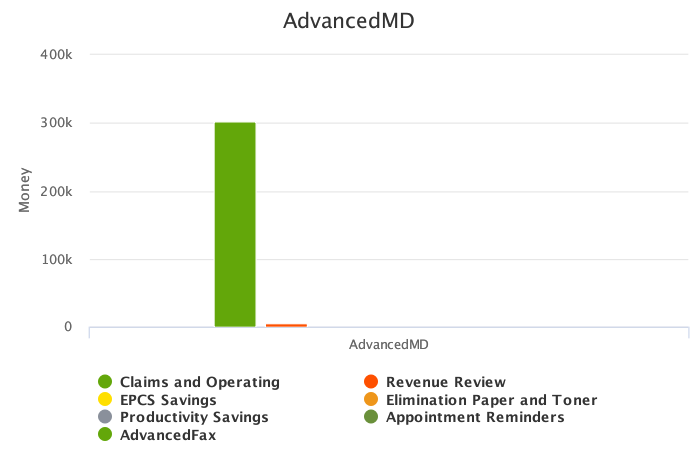 AdvancedMD
400k
300k
200k
100k
0
Money
AdvancedMD
Claims and Operating
Revenue Review
EPCS Savings
Elimination Paper and Toner
Productivity Savings
Appointment Reminders
AdvancedFax